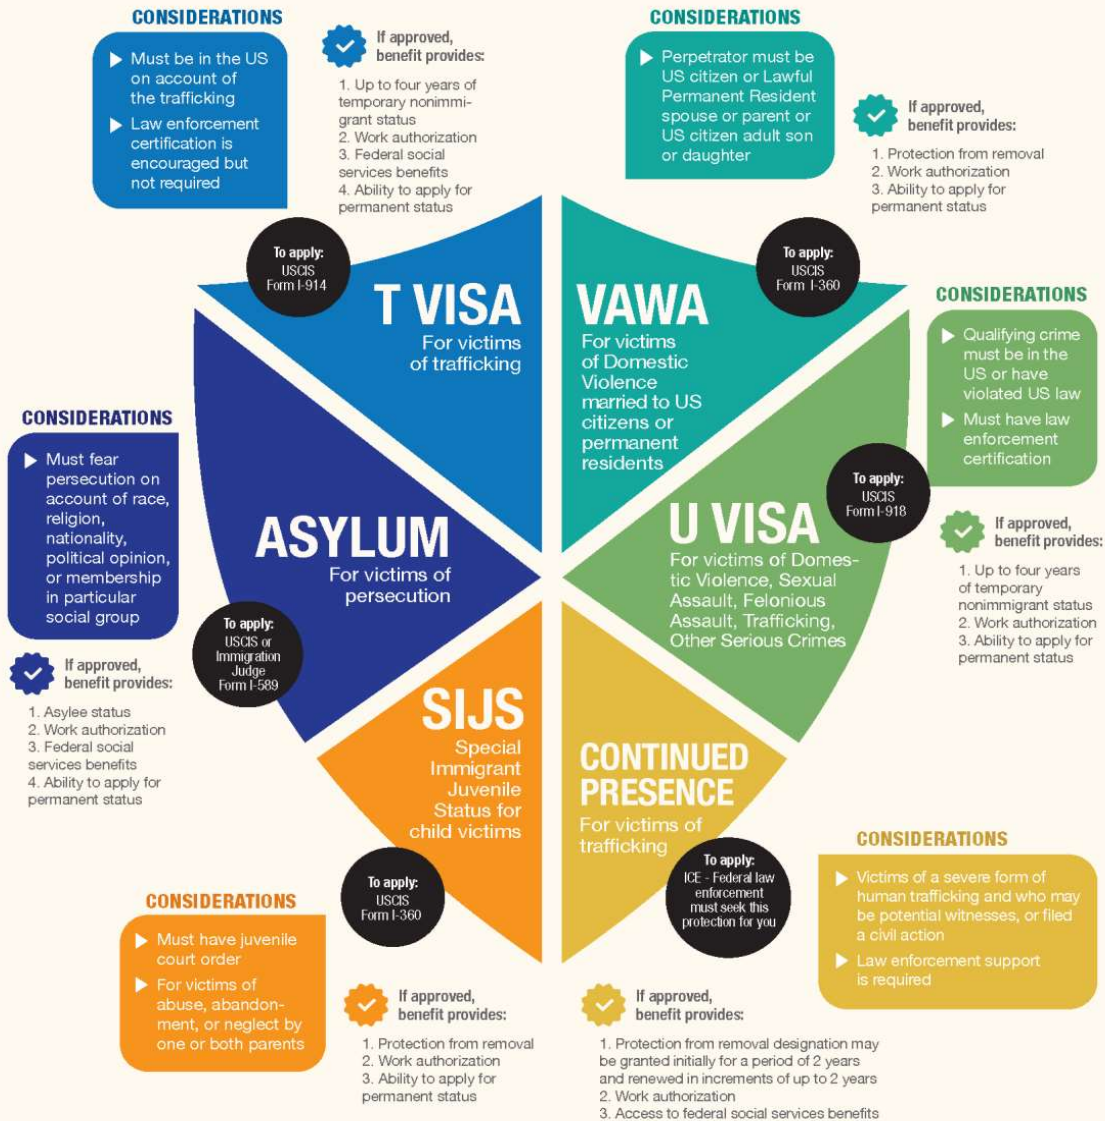 CONSIDERATIONS
Must be in the US
on account of
the trafficking
Law enforcement
certification is
encouraged but
not required
If approved,
benefit provides:
1. Up to four years of
temporary nonimmi-
grant status
2. Work authorization
3. Federal social
services benefits
4. Ability to apply for
permanent status
To apply:
USCIS
Form I-914
T VISA
For victims
of trafficking
CONSIDERATIONS
Perpetrator must be
US citizen or Lawful
Permanent Resident
spouse or parent or
US citizen adult son
or daughter
If approved,
benefit provides:
1. Protection from removal
2. Work authorization
3. Ability to apply for
permanent status
To apply:
USCIS
Form I-360
VAWA
For victims
of Domestic
Violence
married to US
citizens or
permanent
residents
CONSIDERATIONS
Qualifying crime
must be in the
US or have
violated US law
Must have law
enforcement
certification
To apply:
USCIS
Form I-918
If approved,
benefit provides:
1. Up to four years
of temporary
nonimmigrant status
2. Work authorization
3. Ability to apply for
permanent status
U VISA
For victims of Domes-
tic Violence, Sexual
Assault, Felonious
Assault, Trafficking,
Other Serious Crimes
CONSIDERATIONS
Must fear
persecution on
account of race,
religion,
nationality,
political opinion,
or membership
in particular
social group
ASYLUM
For victims of
persecution
To apply:
USCIS or
Immigration
Judge
Form I-589
If approved,
benefit provides:
1. Asylee status
2. Work authorization
3. Federal social
services benefits
4. Ability to apply for
permanent status
SIJS
Special
Immigrant
Juvenile
Status for
child victims
To apply:
USCIS
Form I-360
CONSIDERATIONS
Must have juvenile
court order
For victims of
abuse, abandon-
ment, or neglect by
one or both parents
If approved,
benefit provides:
1. Protection from removal
2. Work authorization
3. Ability to apply for
permanent status
CONTINUED
PRESENCE
For victims of
trafficking
To apply:
ICE - Federal law
enforcement
must seek this
protection for you
CONSIDERATIONS
Victims of a severe form of
human trafficking and who may
be potential witnesses, or filed
a civil action
Law enforcement support
is required
If approved,
benefit provides:
1. Protection from removal designation may
be granted initially for a period of 2 years
and renewed in increments of up to 2 years
2. Work authorization
3. Access to federal social services benefits